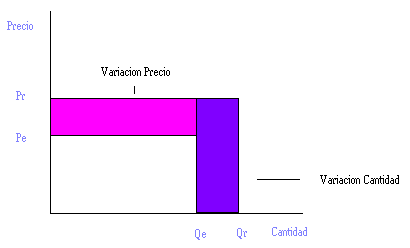 Precio
Variacion Precio
Pr
Pe
Variacion Cantidad
Qe
Qr
Cantidad